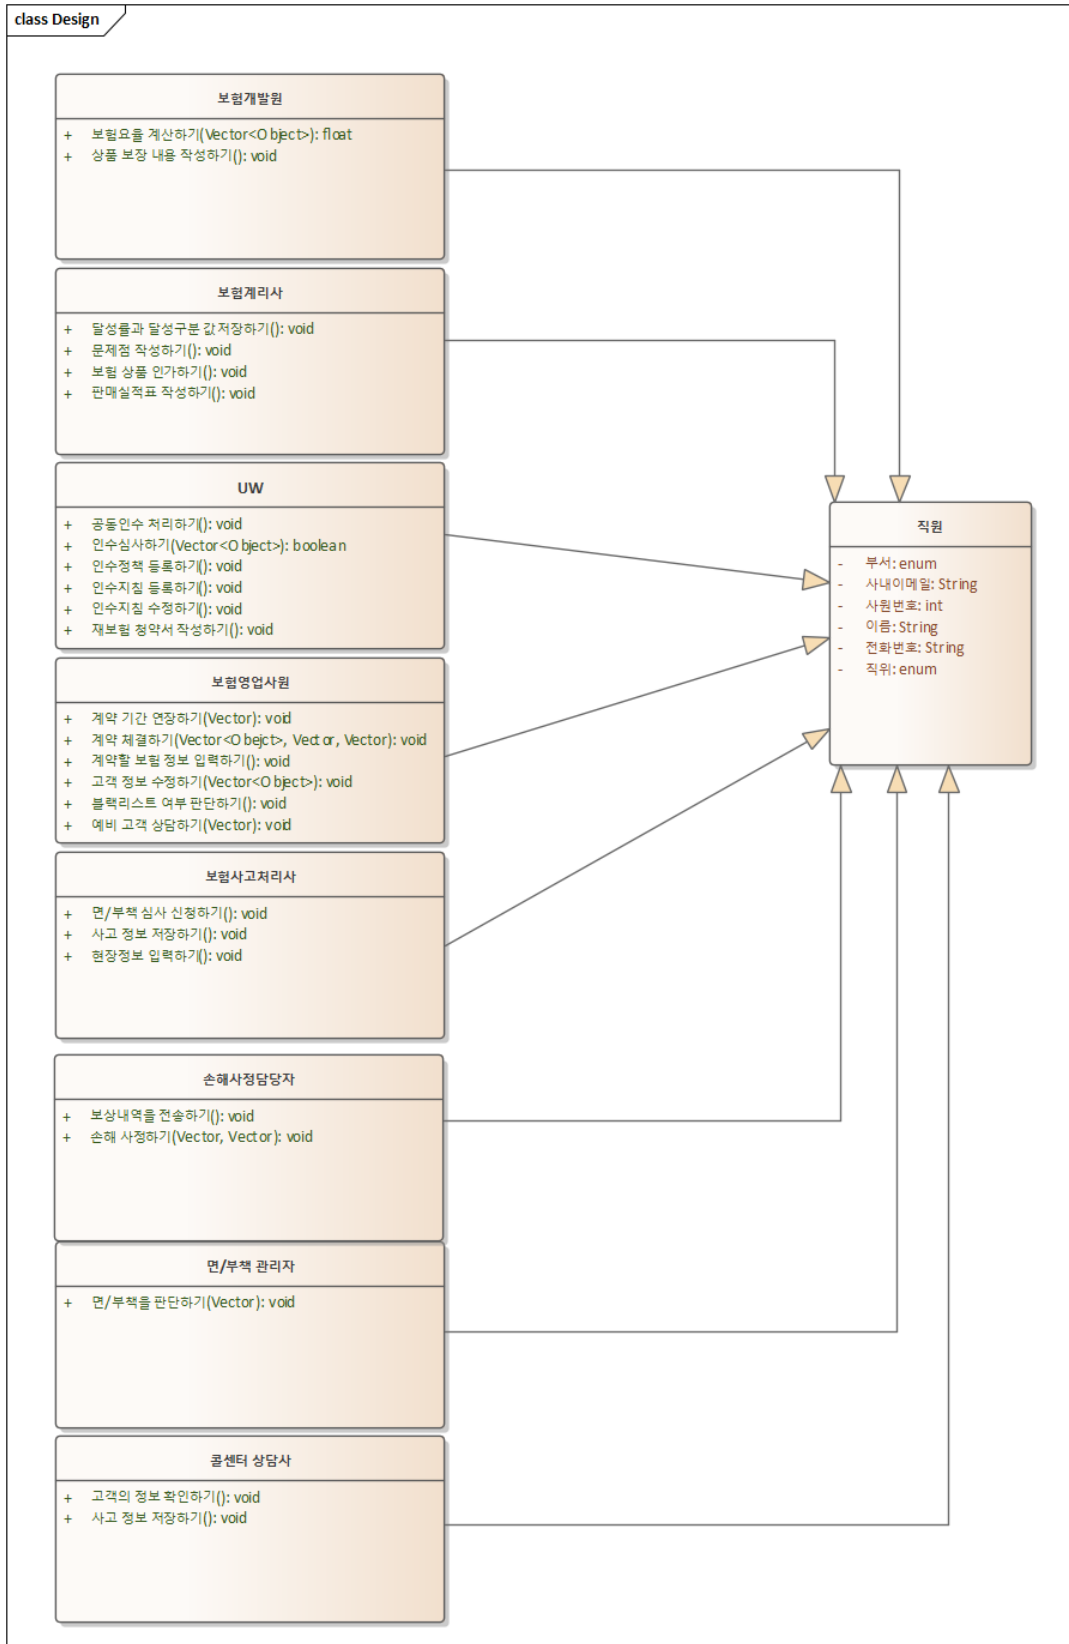 class Design
보험개발원
+ 보험요율 계산하기(Vector<Object>): float
+ 상품 보장 내용 작성하기(): void
보험계리사
+ 달성률과 달성구분 값 저장하기(): void
+ 문제점 작성하기(): void
+ 보험 상품 인가하기(): void
+ 판매실적표 작성하기(): void
UW
+ 공동인수 처리하기(): void
+ 인수심사하기(Vector<Object>): boolean
+ 인수정책 등록하기(): void
+ 인수지침 등록하기(): void
+ 인수지침 수정하기(): void
+ 재보험 청약서 작성하기(): void
직원
- 부서: enum
- 사내이메일: String
- 사원번호: int
- 이름: String
- 전화번호: String
- 직위: enum
보험영업사원
+ 계약 기간 연장하기(Vector): void
+ 계약 체결하기(Vector<Obejct>, Vector, Vector): void
+ 계약할 보험 정보 입력하기(): void
+ 고객 정보 수정하기(Vector<Object>): void
+ 블랙리스트 여부 판단하기(): void
+ 예비 고객 상담하기(Vector): void
보험사고처리사
+ 면/부책 심사 신청하기(): void
+ 사고 정보 저장하기(): void
+ 현장정보 입력하기(): void
손해사정담당자
+ 보상내역을 전송하기(): void
+ 손해 사정하기(Vector, Vector): void
면/부책 관리자
+ 면/부책을 판단하기(Vector): void
콜센터 상담사
+ 고객의 정보 확인하기(): void
+ 사고 정보 저장하기(): void